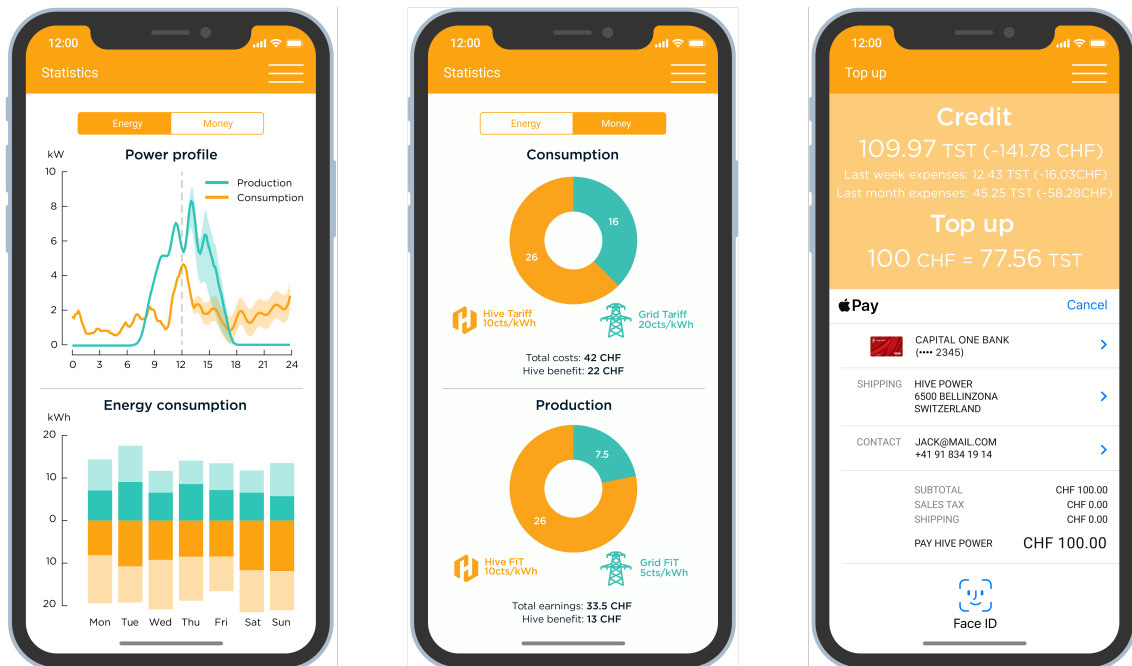 12:00
Statistics
Energy Money
kW
Power profile
10
8
6
4
2
0
Production
Consumption
0 3 6 9 12 15 18 21 24
Energy consumption
kWh
20
10
0
10
20
Mon Tue Wed Thu Fri Sat Sun
12:00
Statistics
Energy Money
Consumption
16
26
Hive Tariff
10cts/kWh
Grid Tariff
20cts/kWh
Total costs: 42 CHF
Hive benefit: 22 CHF
Production
7.5
26
Hive FIT
10cts/kWh
Grid FiT
5cts/kWh
Total earnings: 33.5 CHF
Hive benefit: 13 CHF
12:00
Top up
Credit
109.97 TST (~141.78 CHF)
Last week expenses: 12.43 TST (~16.03CHF)
Last month expenses: 45.25 TST (~58.28CHF)
Top up
100 CHF = 77.56 TST
Pay Cancel
CAPITAL ONE BANK
(•••• 2345)
SHIPPING HIVE POWER
6500 BELLINZONA
SWITZERLAND
CONTACT JACK@MAIL.COM
+41 91 834 19 14
SUBTOTAL CHF 100.00
SALES TAX CHF 0.00
SHIPPING CHF 0.00
PAY HIVE POWER CHF 100.00
Face ID